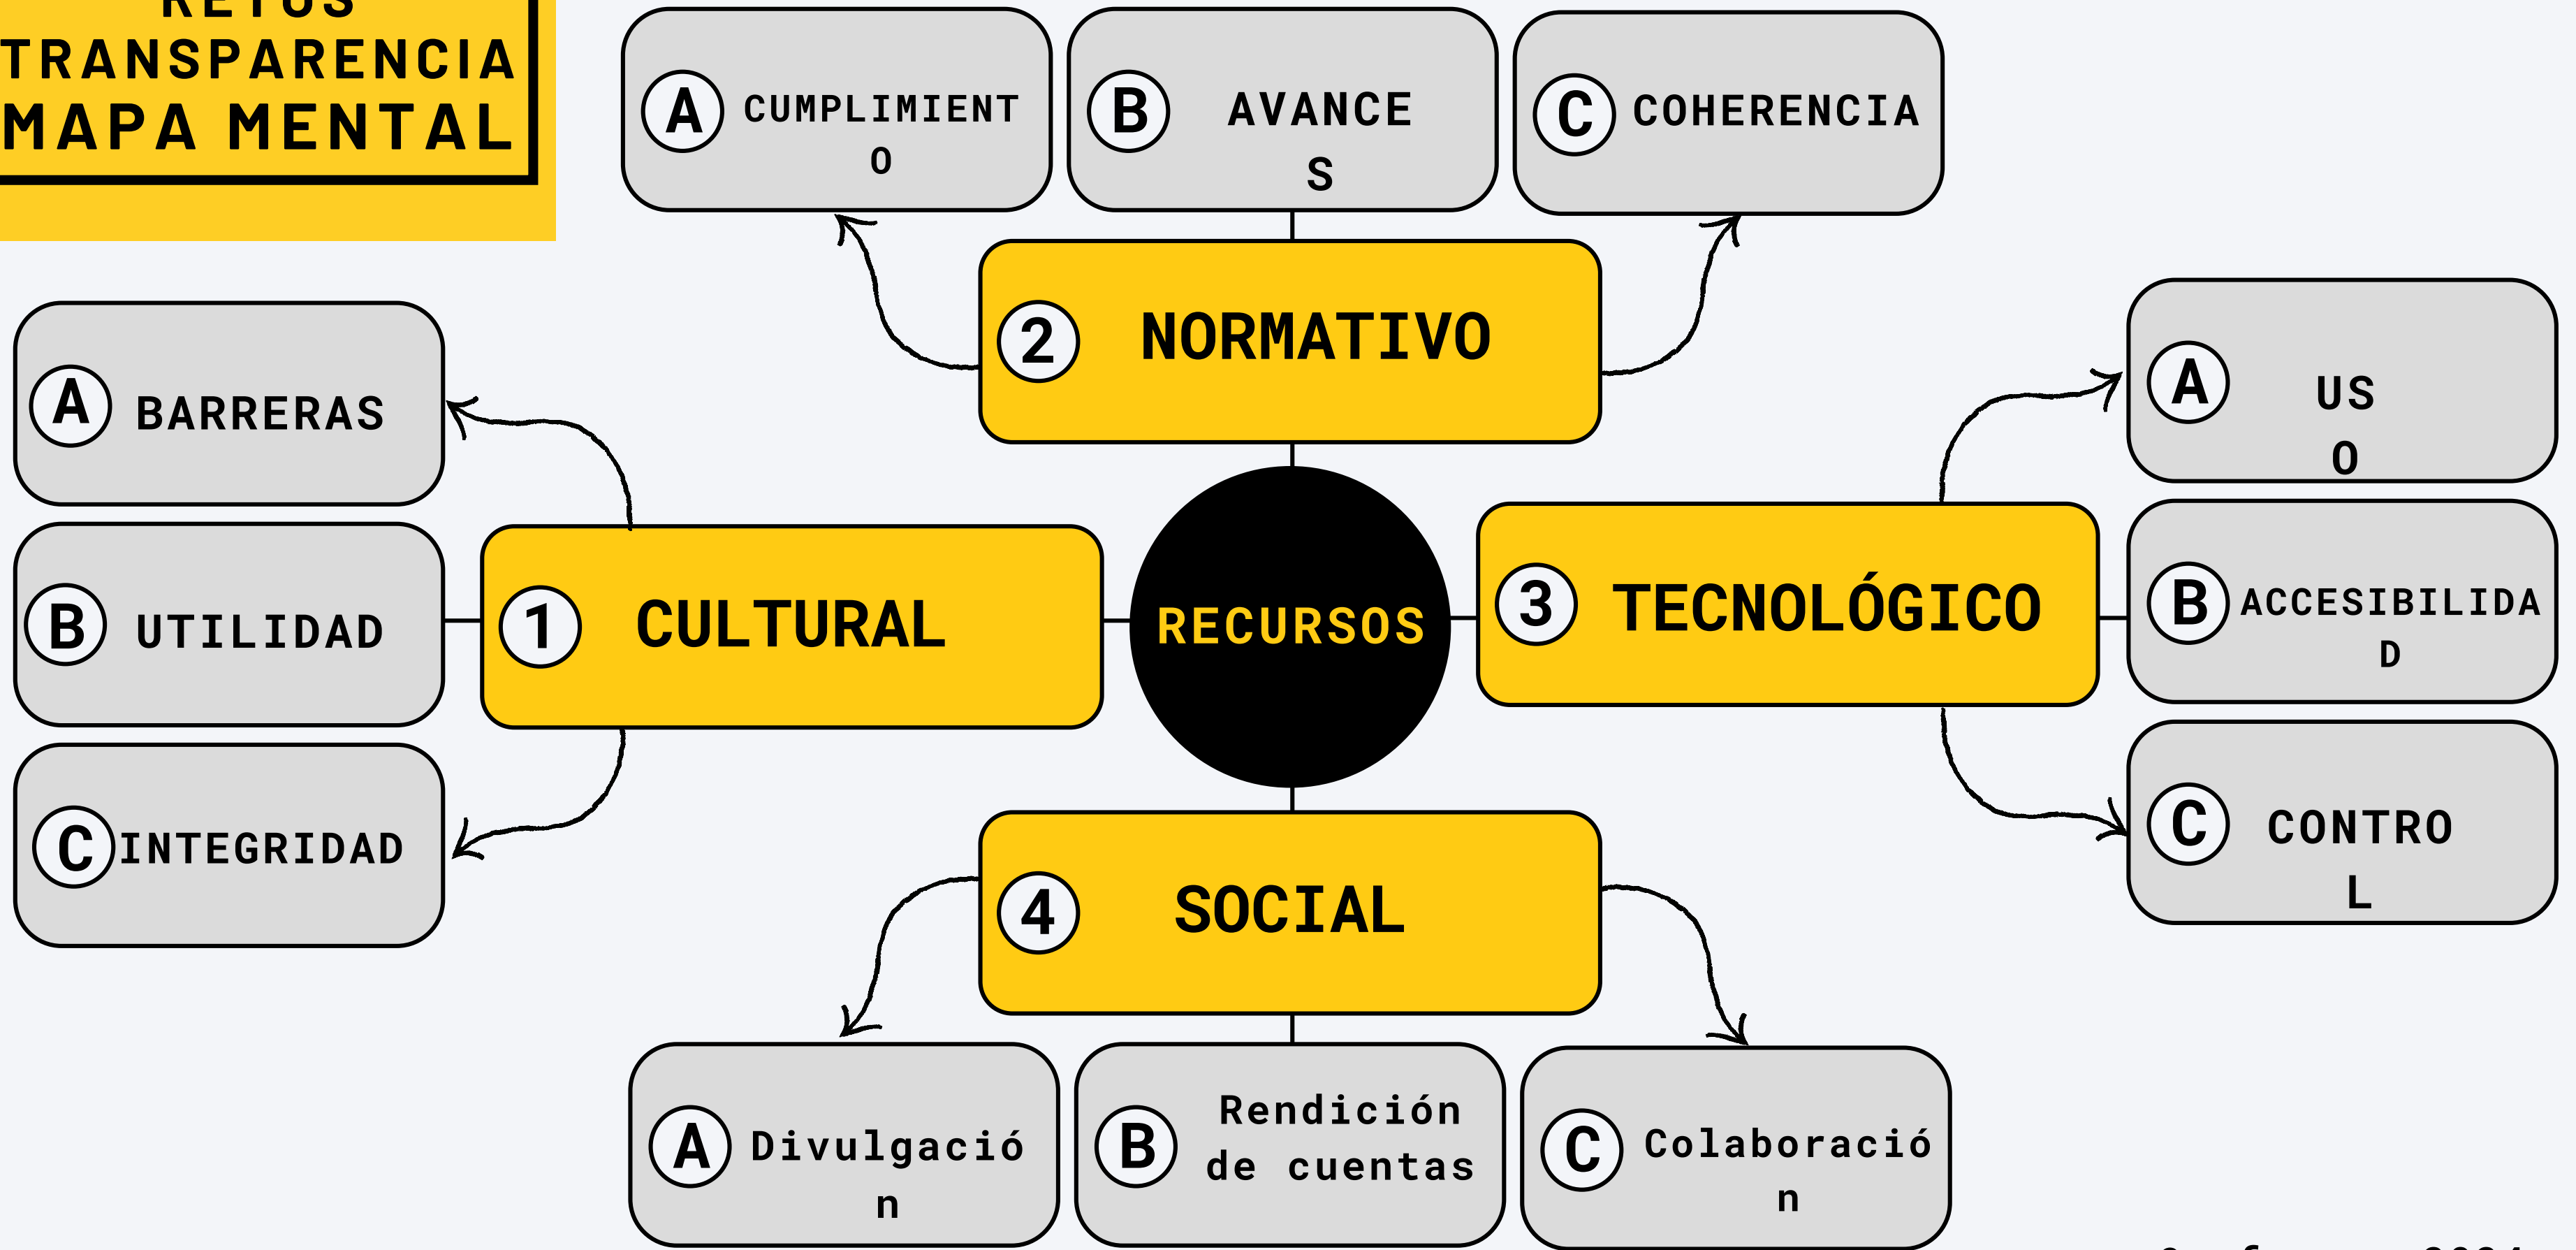 RETOS
TRANSPARENCIA
MAPA MENTAL
A CUMPLIMIENT
O
B AVANCE
S
C COHERENCIA
2 NORMATIVO
A BARRERAS
B UTILIDAD
C INTEGRIDAD
1 CULTURAL
RECURSOS
3 TECNOLÓGICO
A US
O
B ACCESIBILIDA
D
C CONTRO
L
4 SOCIAL
A Divulgació
n
B Rendición
de cuentas
C Colaboració
n